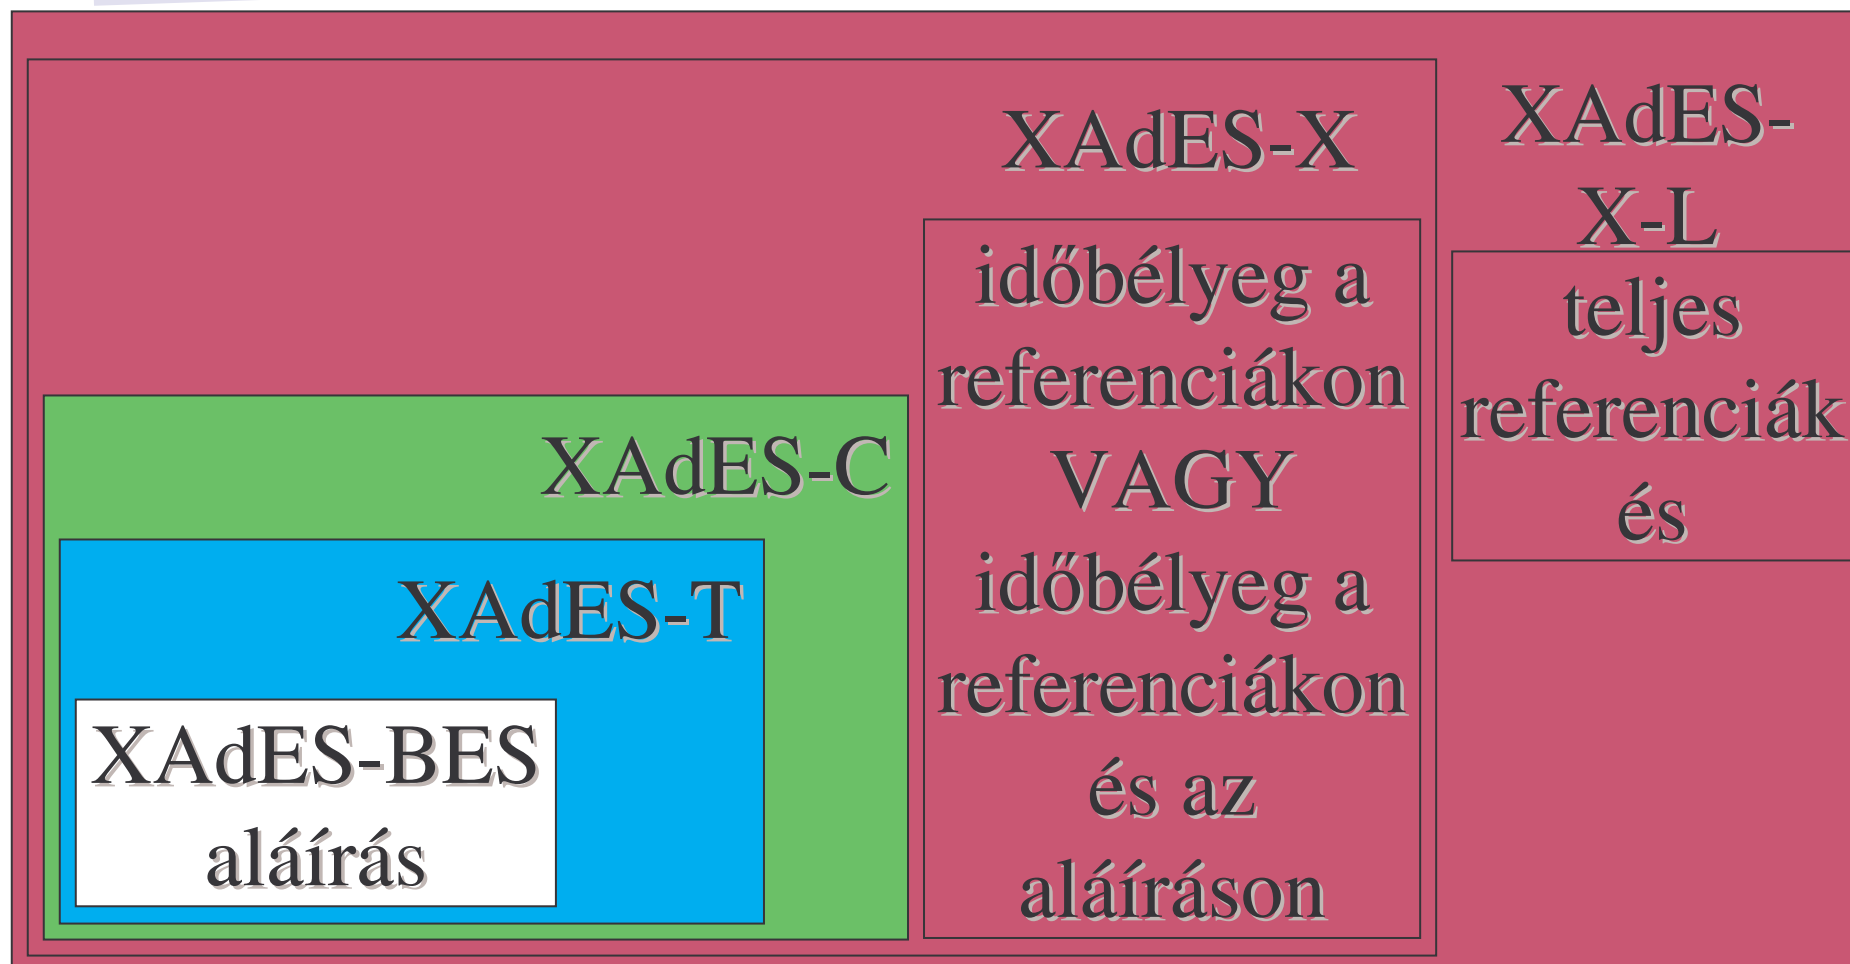 XAdES-X
XAdES-
X-L
időbélyeg a
referenciákon
VAGY
időbélyeg a
referenciákon
és az
aláíráson
teljes
referenciák
és
XAdES-C
XAdES-T
XAdES-BES
aláírás